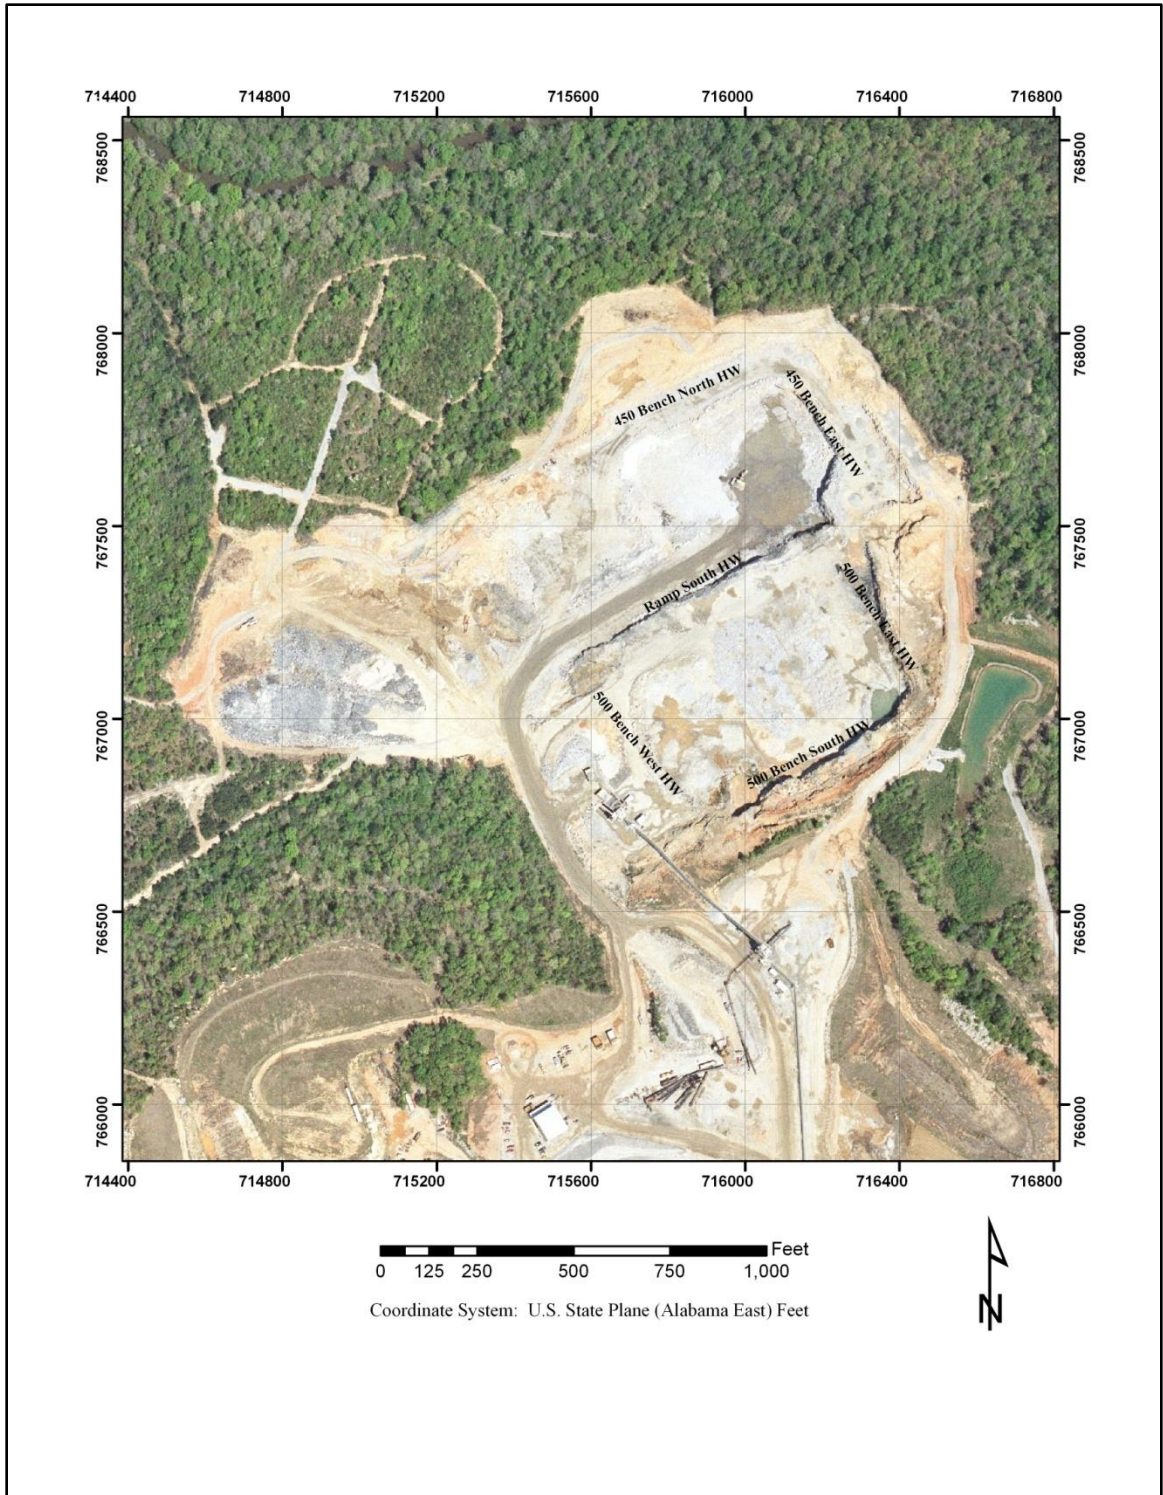 714400 714800 715200 715600 716000 716400 716800
768500 768500
768000 768000
450 Bench North HW
450 Bench East HW
767500 767500
Ramp South HW
500 Bench East HW
767000 767000
500 Bench West HW
500 Bench South HW
766500 766500
766000 766000
714400 714800 715200 715600 716000 716400 716800
Feet
0 125 250 500 750 1,000
Coordinate System: U.S. State Plane (Alabama East) Feet
N